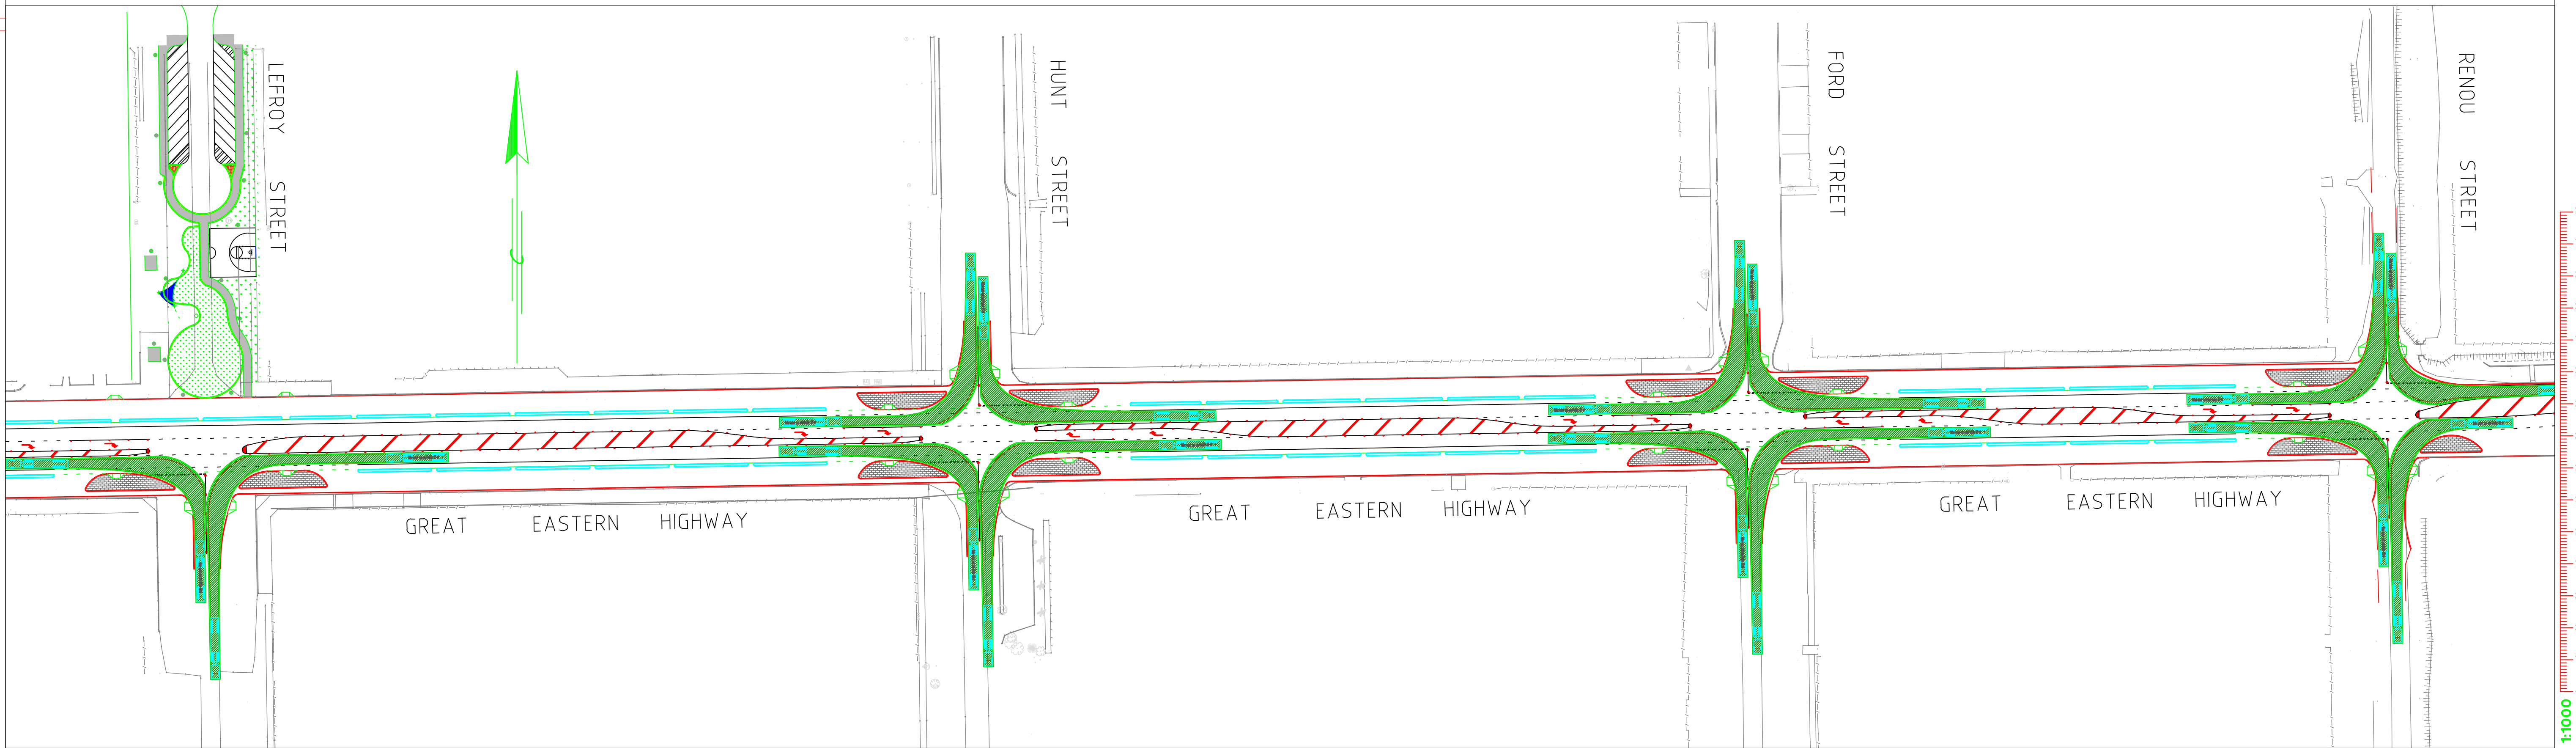 LEFROY STREET
HUNT STREET
FORD STREET
RENOU STREET
GREAT EASTERN HIGHWAY
GREAT EASTERN HIGHWAY
GREAT EASTERN HIGHWAY
1:1000